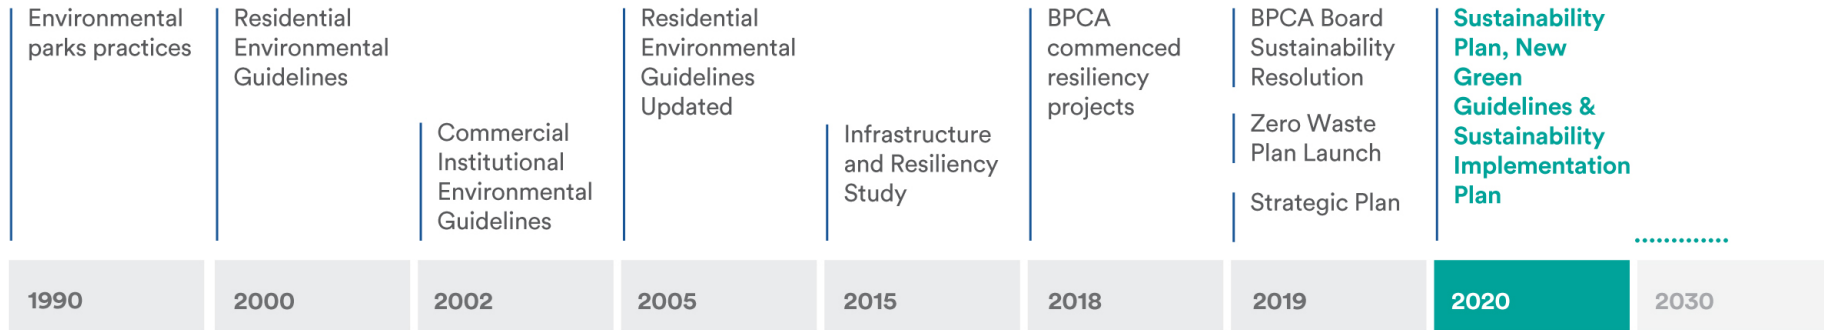 Environmental
parks practices
Residential
Environmental
Guidelines
Commercial
Institutional
Environmental
Guidelines
Residential
Environmental
Guidelines
Updated
Infrastructure
and Resiliency
Study
BPCA
commenced
resiliency
projects
BPCA Board
Sustainability
Resolution
Zero Waste
Plan Launch
Strategic Plan
Sustainability
Plan, New
Green
Guidelines &
Sustainability
Implementation
Plan
1990
2000
2002
2005
2015
2018
2019
2020
2030